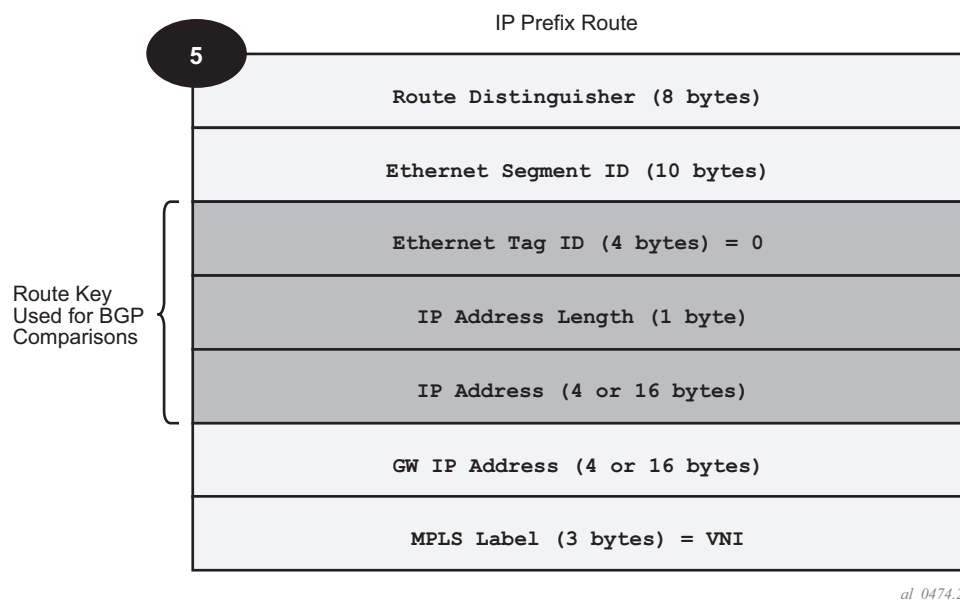 IP Prefix Route
5
Route Distinguisher (8 bytes)
Ethernet Segment ID (10 bytes)
Ethernet Tag ID (4 bytes) = 0
Route Key
Used for BGP
Comparisons
IP Address Length (1 byte)
IP Address (4 or 16 bytes)
GW IP Address (4 or 16 bytes)
MPLS Label (3 bytes) = VNI
al_0474.2